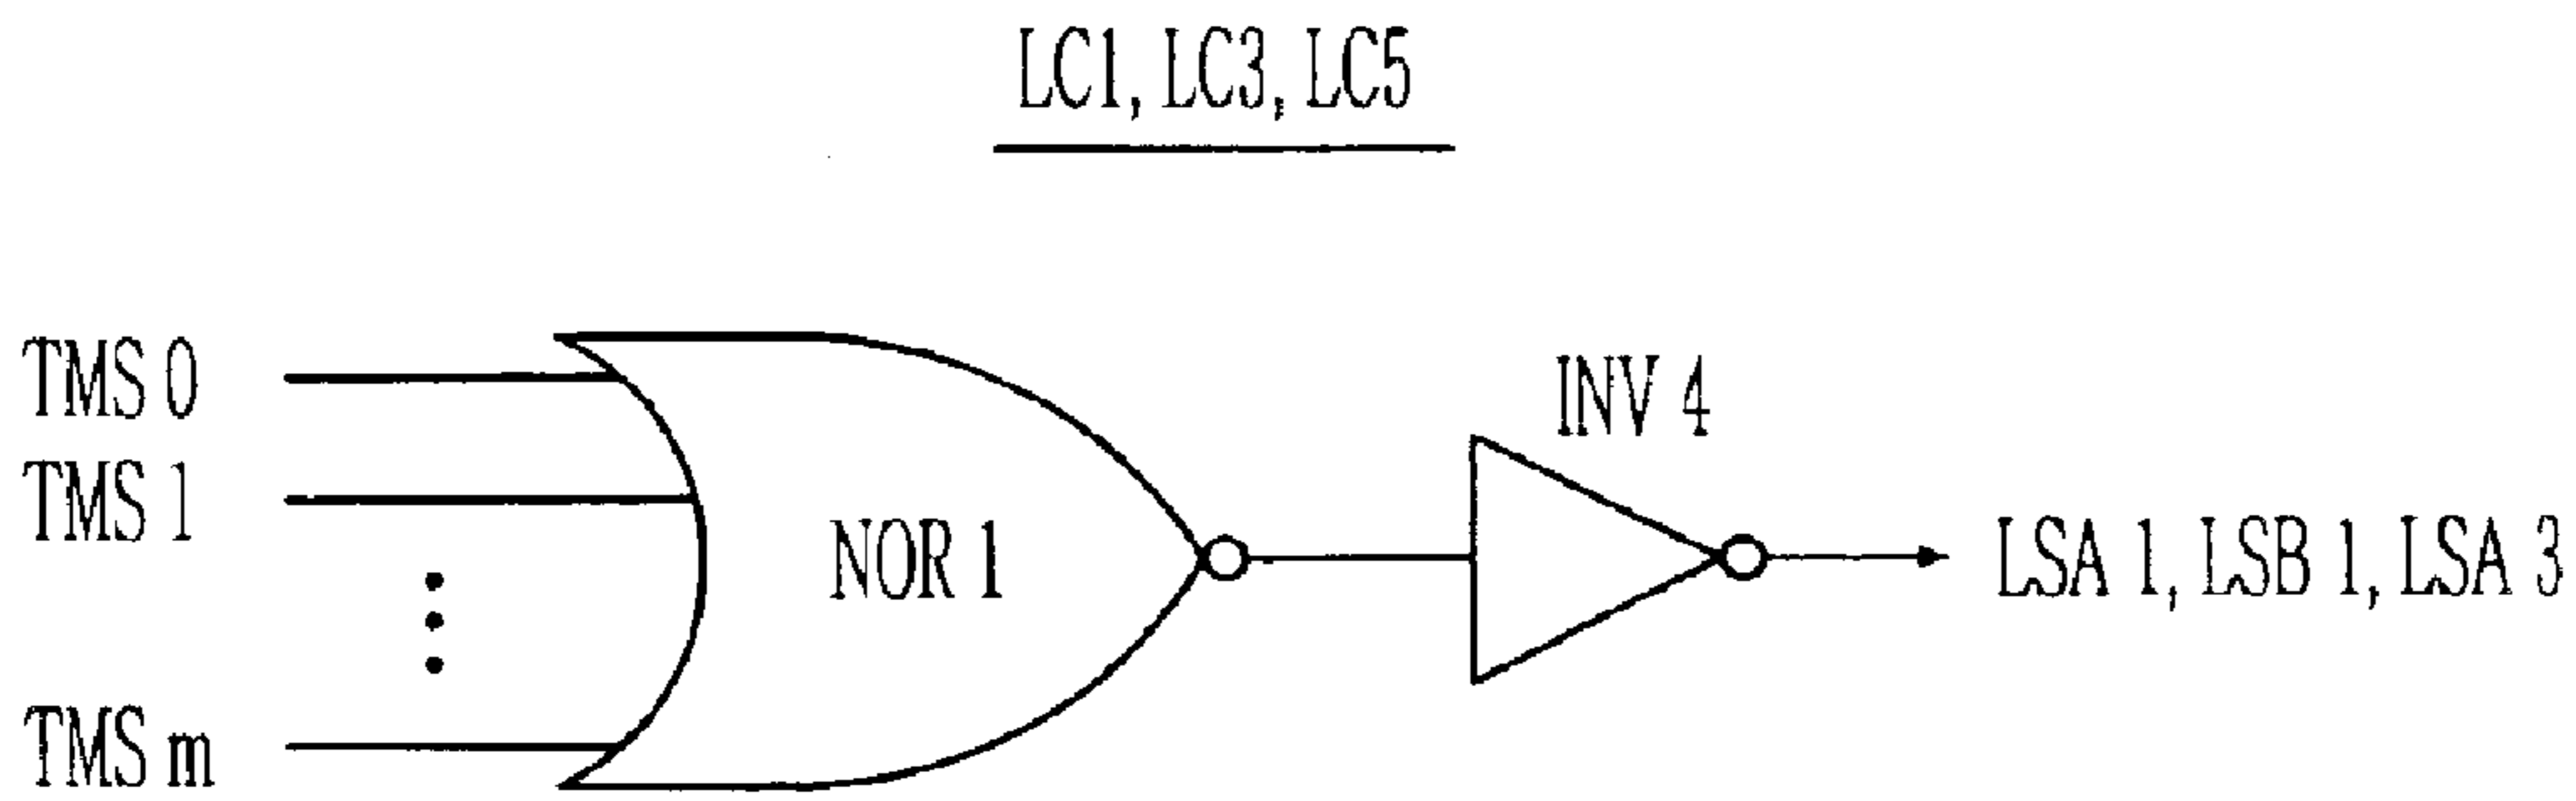 LC1, LC3, LC5
TMS 0
TMS 1
TMS m
NOR 1
INV 4
LSA 1, LSB 1, LSA 3